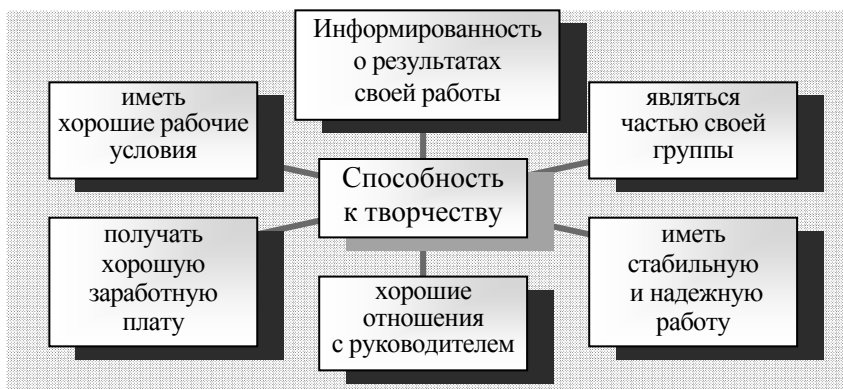 Информированность
о результатах
своей работы
иметь
хорошие рабочие
условия
являться
частью своей
группы
Способность
к творчеству
получать
хорошую
заработную
плату
хорошие
отношения
с руководителем
иметь
стабильную
и надежную
работу